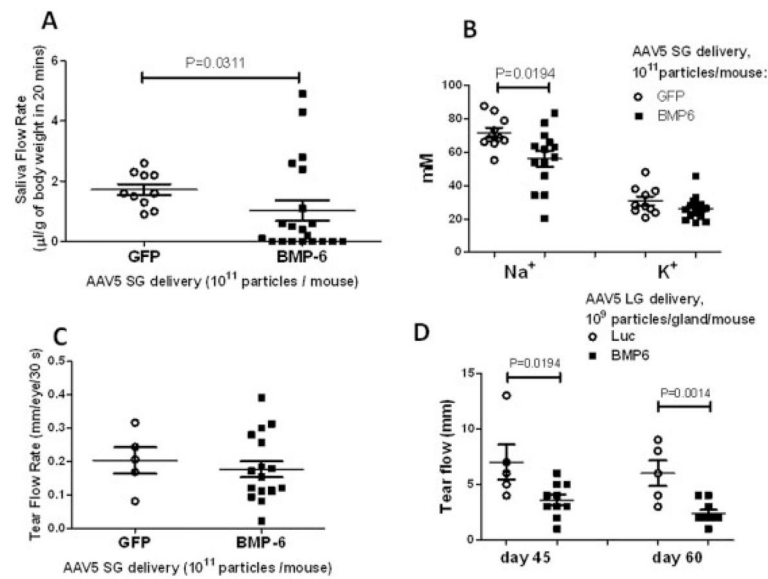 A
P=0.0311
Saliva Flow Rate
(µl/g of body weight in 20 mins)
6
4
2
0
GFP
BMP-6
AAV5 SG delivery (10¹¹ particles / mouse)
B
AAV5 SG delivery,
10¹¹particles/mouse:
GFP
BMP6
P=0.0194
mM
100
80
60
40
20
0
Na⁺
K⁺
C
Tear Flow Rate (mm/eye/30 s)
0.5
0.4
0.3
0.2
0.1
0.0
GFP
BMP-6
AAV5 SG delivery (10¹¹ particles /mouse)
D
AAV5 LG delivery,
10⁹ particles/gland/mouse
Luc
BMP6
P=0.0194
P=0.0014
Tear flow (mm)
15
10
5
0
day 45
day 60